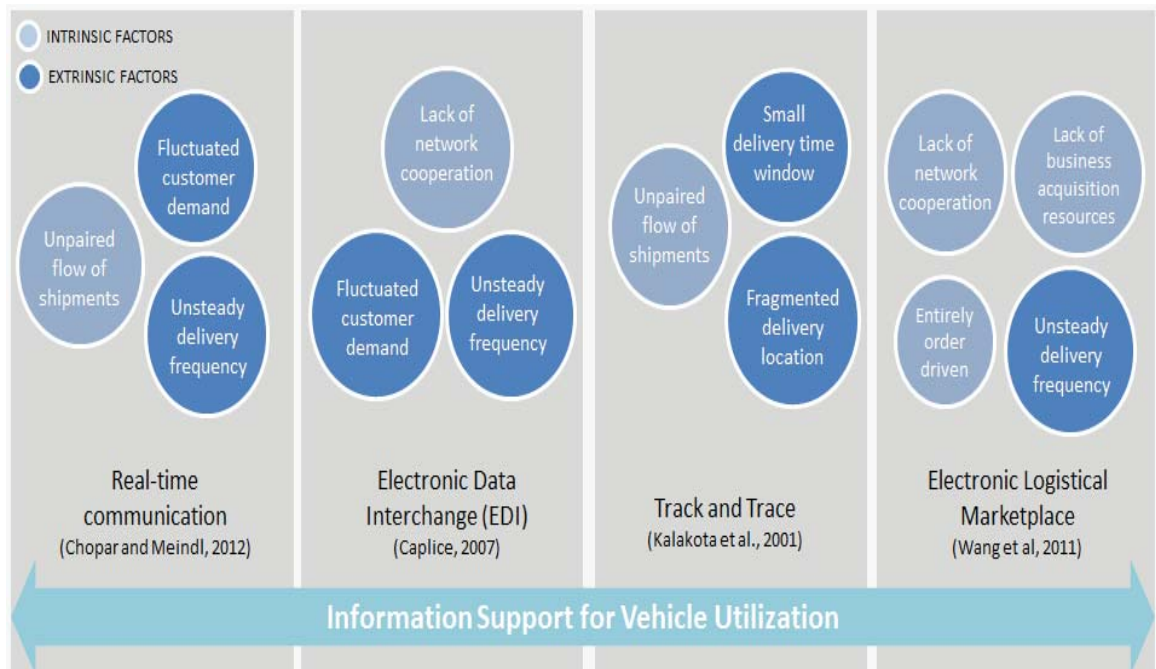 INTRINSIC FACTORS
EXTRINSIC FACTORS
Fluctuated
customer
demand
Unpaired
flow of
shipments
Unsteady
delivery
frequency
Real-time
communication
(Chopar and Meindl, 2012)
Lack of
network
cooperation
Fluctuated
customer
demand
Unsteady
delivery
frequency
Electronic Data
Interchange (EDI)
(Caplice, 2007)
Small
delivery time
window
Unpaired
flow of
shipments
Fragmented
delivery
location
Track and Trace
(Kalakota et al., 2001)
Lack of
network
cooperation
Lack of
business
acquisition
resources
Entirely
order
driven
Unsteady
delivery
frequency
Electronic Logistical
Marketplace
(Wang et al, 2011)
Information Support for Vehicle Utilization